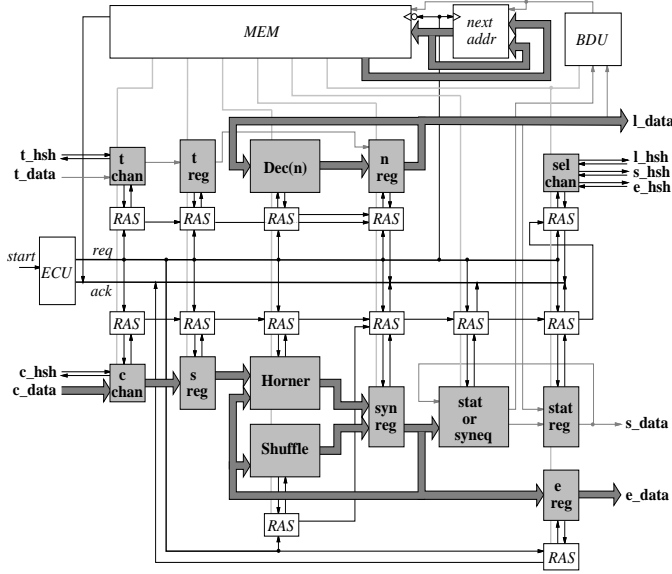 MEM
next
addr
BDU
l_data
t_hsh
t_data
t
chan
t
reg
Dec(n)
n
reg
sel
chan
l_hsh
s_hsh
e_hsh
RAS
RAS
RAS
RAS
RAS
start
ECU
req
ack
RAS
RAS
RAS
RAS
RAS
RAS
c_hsh
c_data
c
chan
s
reg
Horner
Shuffle
syn
reg
stat
or
syneq
stat
reg
s_data
e
reg
e_data
RAS
RAS